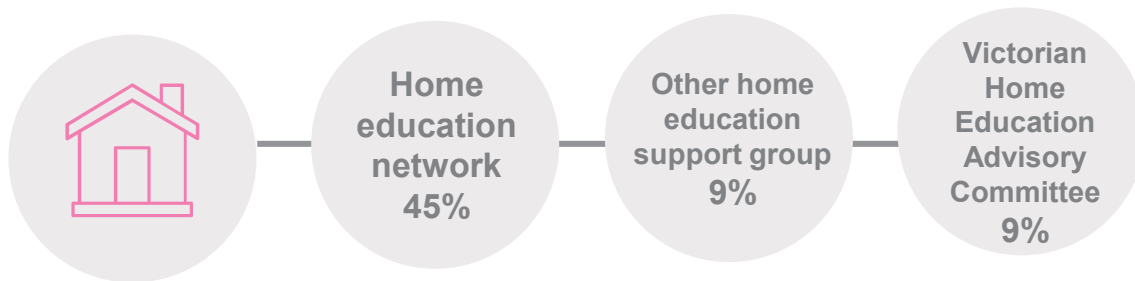 Home
education
network
45%
Other home
education
support group
9%
Victorian
Home
Education
Advisory
Committee
9%